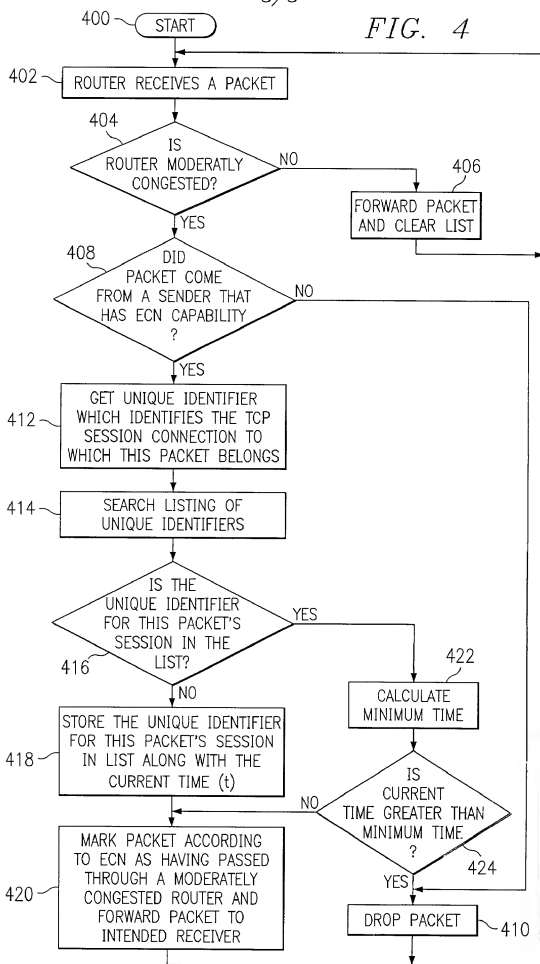 400
START
FIG. 4
402
ROUTER RECEIVES A PACKET
404
IS
ROUTER MODERATLY
CONGESTED?
NO
406
FORWARD PACKET
AND CLEAR LIST
YES
408
DID
PACKET COME
FROM A SENDER THAT
HAS ECN CAPABILITY
?
NO
YES
412
GET UNIQUE IDENTIFIER
WHICH IDENTIFIES THE TCP
SESSION CONNECTION TO
WHICH THIS PACKET BELONGS
414
SEARCH LISTING OF
UNIQUE IDENTIFIERS
IS THE
UNIQUE IDENTIFIER
FOR THIS PACKET'S
SESSION IN THE
LIST?
416
YES
NO
422
CALCULATE
MINIMUM TIME
418
STORE THE UNIQUE IDENTIFIER
FOR THIS PACKET'S SESSION
IN LIST ALONG WITH THE
CURRENT TIME (t)
IS
CURRENT
TIME GREATER THAN
MINIMUM TIME
?
424
NO
YES
420
MARK PACKET ACCORDING
TO ECN AS HAVING PASSED
THROUGH A MODERATELY
CONGESTED ROUTER AND
FORWARD PACKET TO
INTENDED RECEIVER
DROP PACKET
410